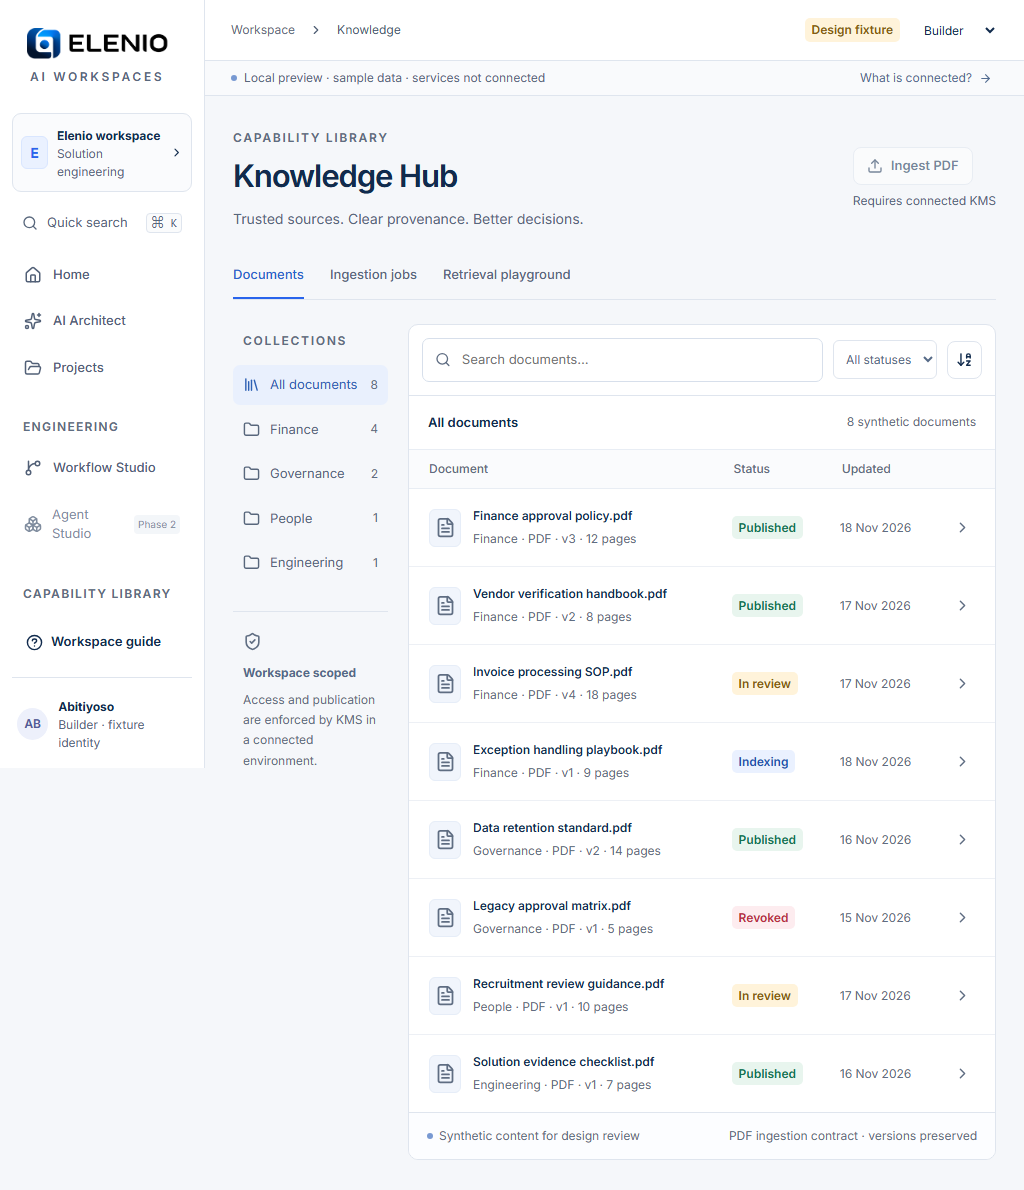 ELENIO
AI WORKSPACES
E
Elenio workspace
Solution
engineering
Quick search
⌘ K
Home
AI Architect
Projects
ENGINEERING
Workflow Studio
Agent
Studio
Phase 2
CAPABILITY LIBRARY
Workspace guide
AB
Abitiyoso
Builder · fixture
identity
Workspace
Knowledge
Design fixture
Builder
Local preview · sample data · services not connected
What is connected? →
CAPABILITY LIBRARY
Knowledge Hub
Trusted sources. Clear provenance. Better decisions.
Ingest PDF
Requires connected KMS
Documents
Ingestion jobs
Retrieval playground
COLLECTIONS
All documents 8
Finance 4
Governance 2
People 1
Engineering 1
Workspace scoped
Access and publication
are enforced by KMS in
a connected
environment.
Search documents...
All statuses
All documents
8 synthetic documents
Document Status Updated
Finance approval policy.pdf
Finance · PDF · v3 · 12 pages
Published
18 Nov 2026
Vendor verification handbook.pdf
Finance · PDF · v2 · 8 pages
Published
17 Nov 2026
Invoice processing SOP.pdf
Finance · PDF · v4 · 18 pages
In review
17 Nov 2026
Exception handling playbook.pdf
Finance · PDF · v1 · 9 pages
Indexing
18 Nov 2026
Data retention standard.pdf
Governance · PDF · v2 · 14 pages
Published
16 Nov 2026
Legacy approval matrix.pdf
Governance · PDF · v1 · 5 pages
Revoked
15 Nov 2026
Recruitment review guidance.pdf
People · PDF · v1 · 10 pages
In review
17 Nov 2026
Solution evidence checklist.pdf
Engineering · PDF · v1 · 7 pages
Published
16 Nov 2026
Synthetic content for design review
PDF ingestion contract · versions preserved